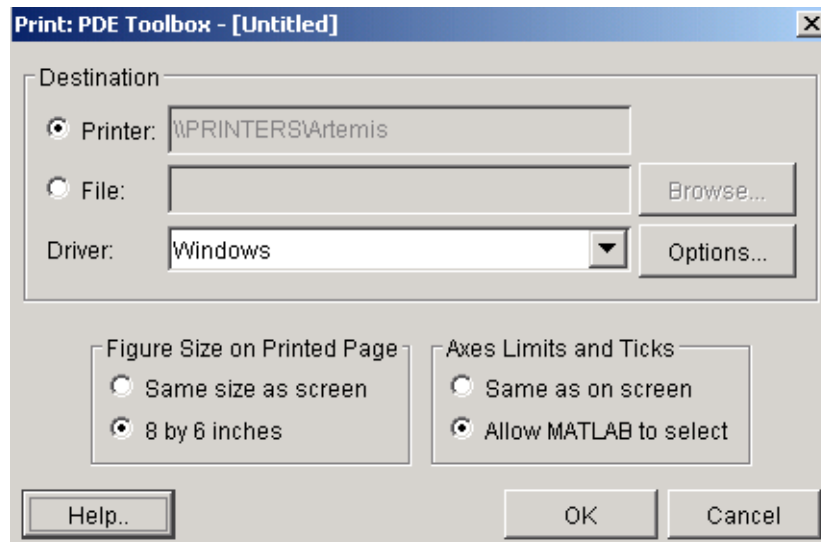 Print: PDE Toolbox - [Untitled]
Destination
Printer: \\PRINTERS\Artemis
File: Browse...
Driver: Windows Options...
Figure Size on Printed Page
Same size as screen
8 by 6 inches
Axes Limits and Ticks
Same as on screen
Allow MATLAB to select
Help.. OK Cancel